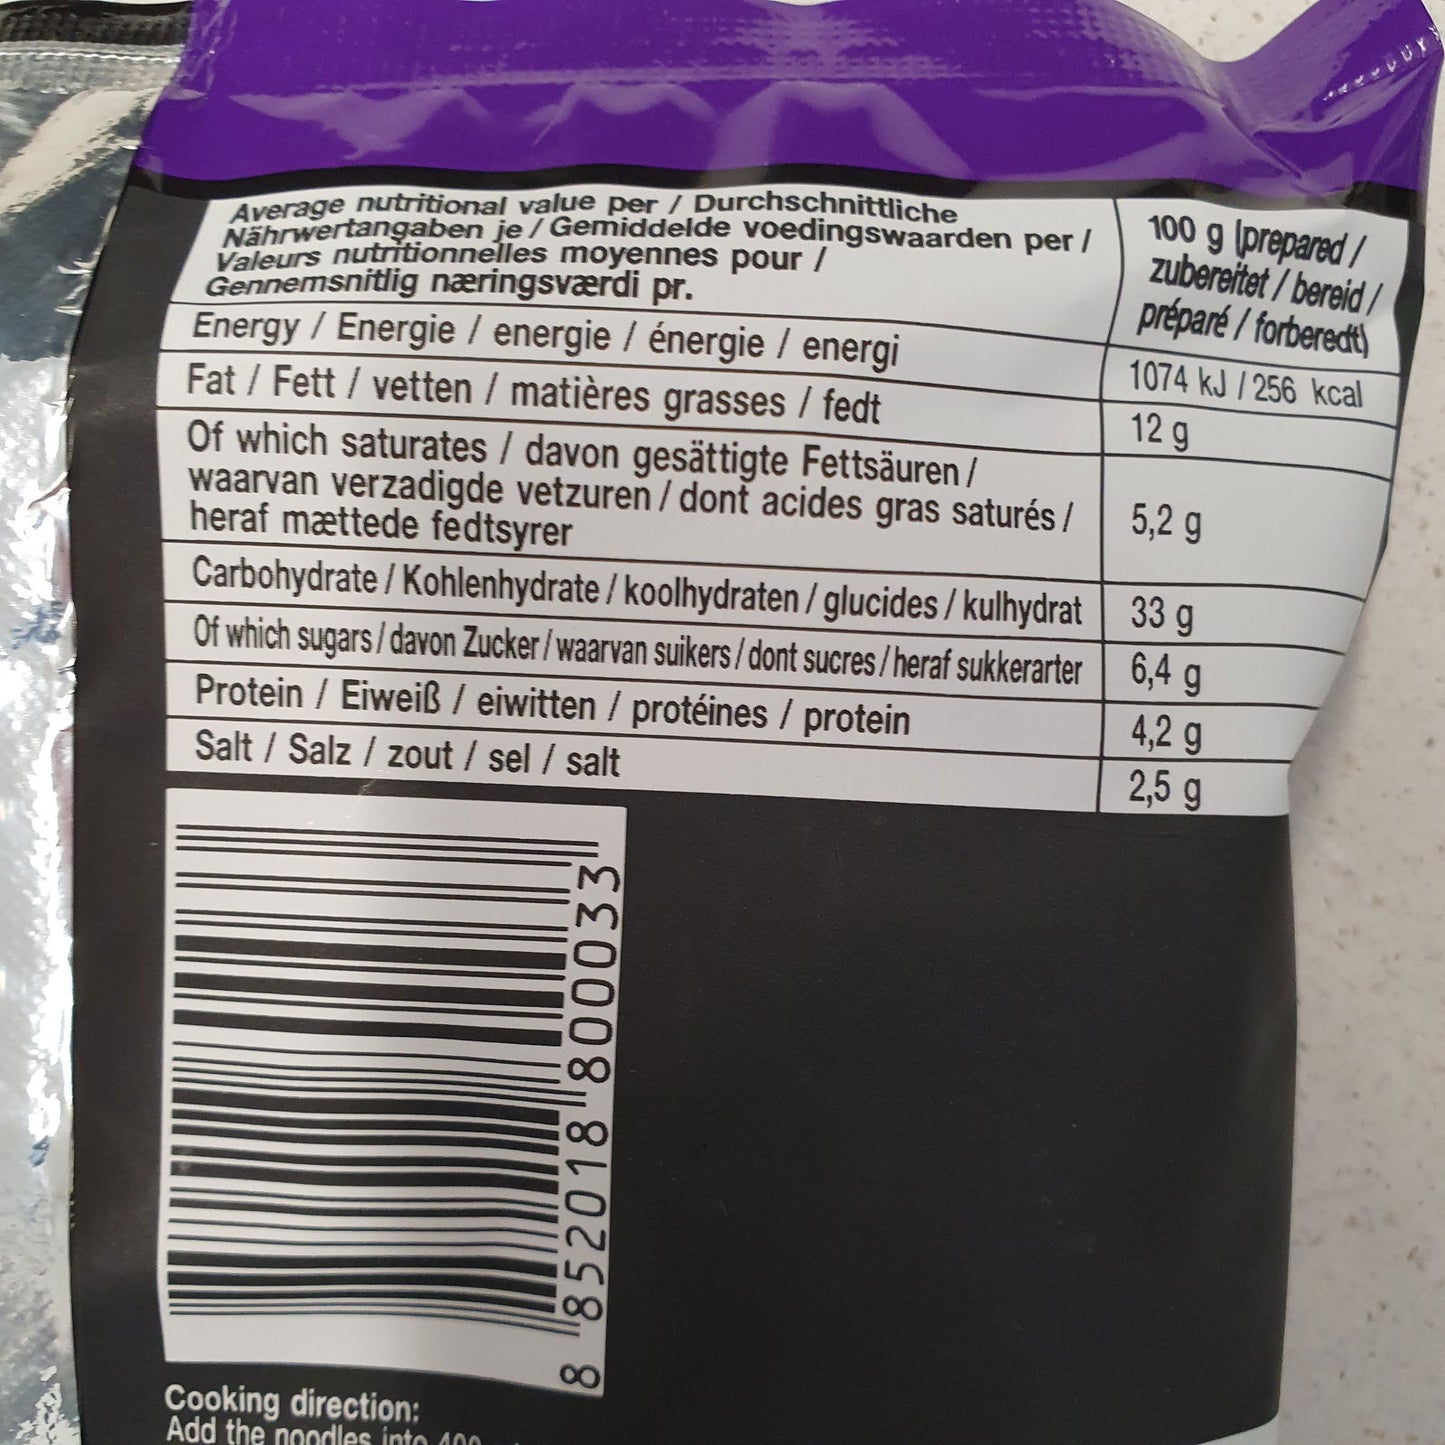 Average nutritional value per / Durchschnittliche
Nährwertangaben je / Gemiddelde voedingswaarden per /
Valeurs nutritionnelles moyennes pour /
Gennemsnitlig næringsværdi pr.
100 g (prepared /
zubereitet / bereid /
préparé / forberedt)
Energy / Energie / energie / énergie / energi
1074 kJ / 256 kcal
Fat / Fett / vetten / matières grasses / fedt
12 g
Of which saturates / davon gesättigte Fettsäuren /
waarvan verzadigde vetzuren / dont acides gras saturés /
heraf mættede fedtsyrer
5,2 g
Carbohydrate / Kohlenhydrate / koolhydraten / glucides / kulhydrat
33 g
Of which sugars / davon Zucker / waarvan suikers / dont sucres / heraf sukkerarter
6,4 g
Protein / Eiweiß / eiwitten / protéines / protein
4,2 g
Salt / Salz / zout / sel / salt
2,5 g
8 852018 800033
Cooking direction:
Add the noodles into 400